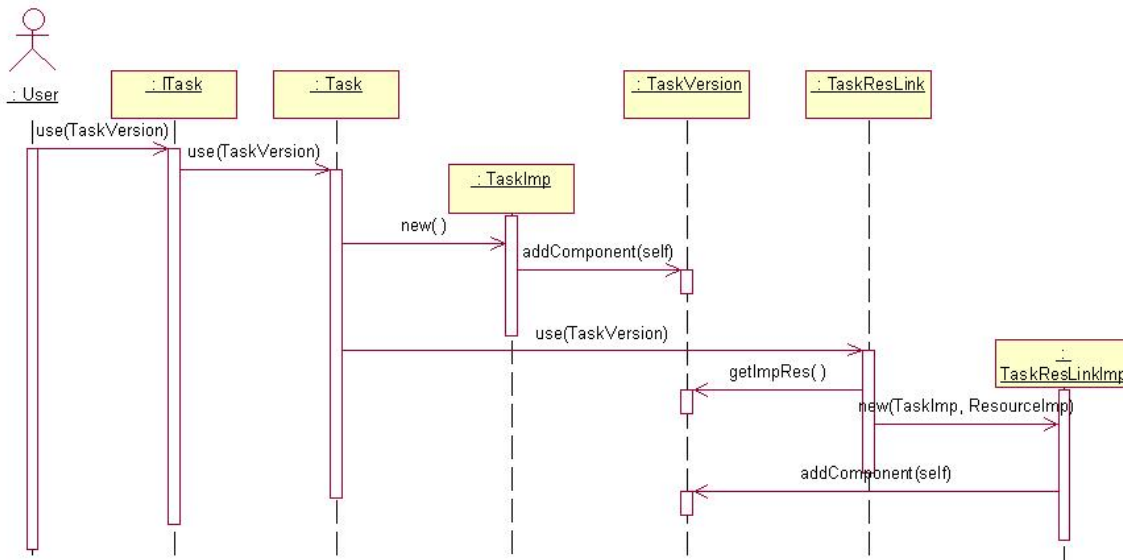 : User
: ITask
: Task
: TaskVersion
: TaskResLink
use(TaskVersion)
use(TaskVersion)
: TaskImp
new( )
addComponent(self)
use(TaskVersion)
:
TaskResLinkImp
getImpRes( )
new(TaskImp, ResourceImp)
addComponent(self)